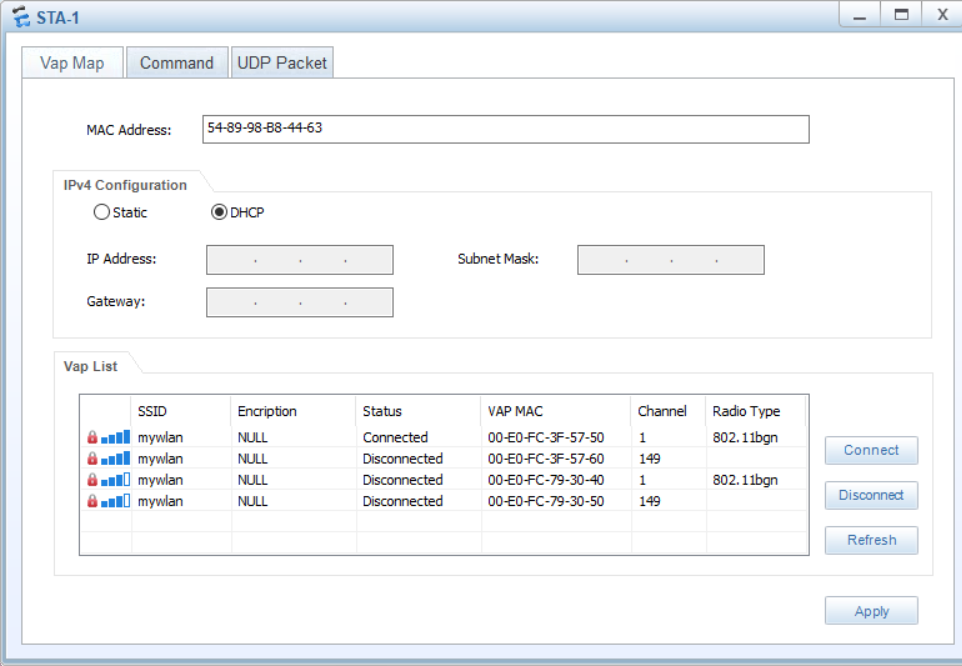 STA-1
X
Vap Map Command UDP Packet
MAC Address: 54-89-98-B8-44-63
IPv4 Configuration
Static DHCP
IP Address: . . . Subnet Mask: . . .
Gateway: . . .
Vap List
SSID Encription Status VAP MAC Channel Radio Type
mywlan NULL Connected 00-E0-FC-3F-57-50 1 802.11bgn
mywlan NULL Disconnected 00-E0-FC-3F-57-60 149
mywlan NULL Disconnected 00-E0-FC-79-30-40 1 802.11bgn
mywlan NULL Disconnected 00-E0-FC-79-30-50 149
Connect
Disconnect
Refresh
Apply